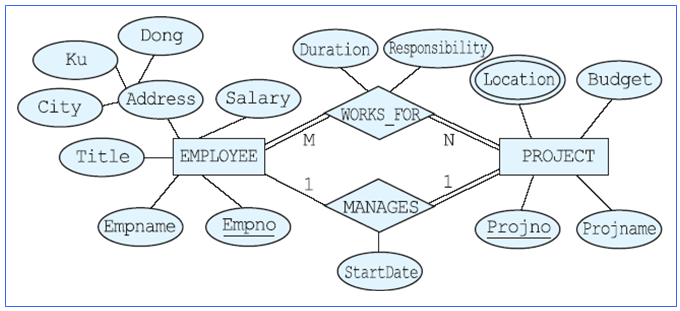 Dong
Duration
Responsibility
Ku
Location
Budget
City
Address
Salary
WORKS_FOR
M
N
Title
EMPLOYEE
PROJECT
1
1
MANAGES
Empname
Empno
Projno
Projname
StartDate